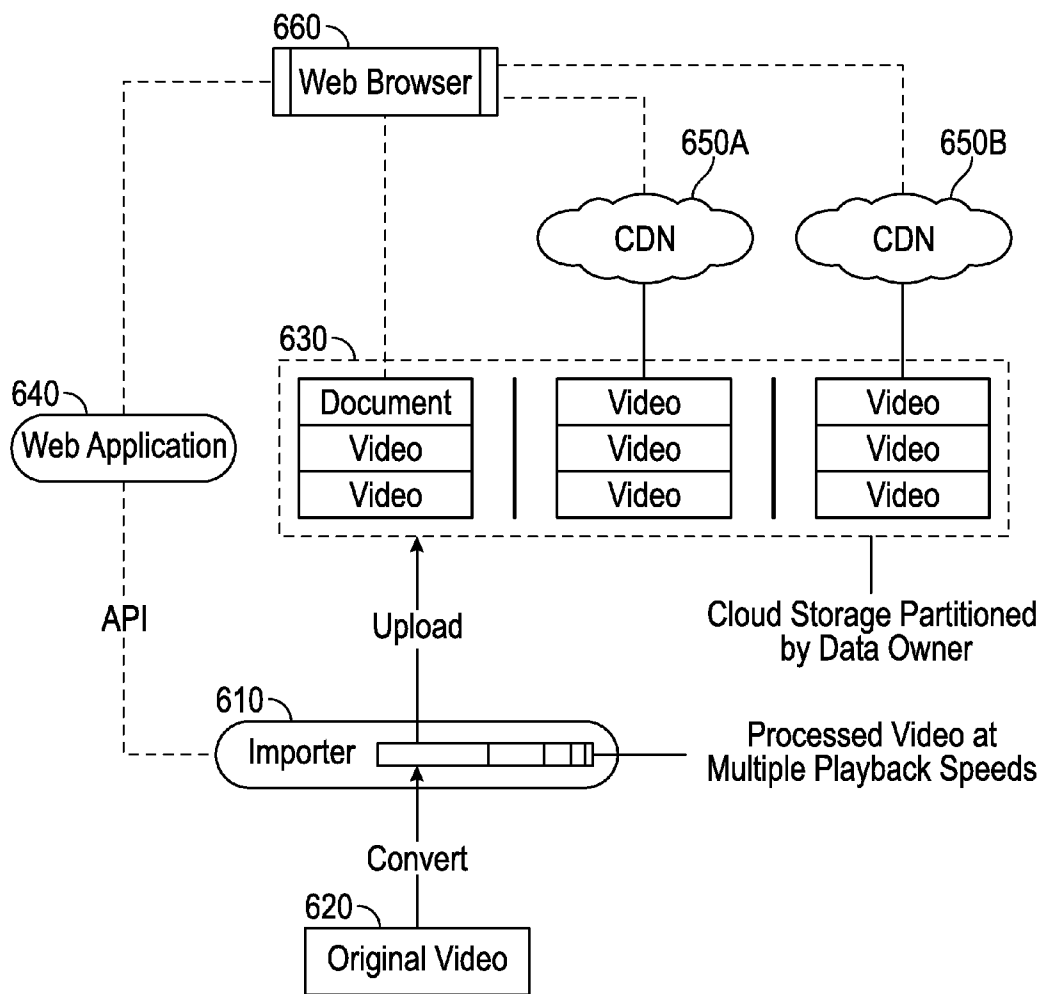 660
Web Browser
650A
650B
CDN
CDN
630
640
Document
Video
Video
Web Application
Video
Video
Video
Video
Video
Video
API
Upload
Cloud Storage Partitioned
by Data Owner
610
Importer
Processed Video at
Multiple Playback Speeds
Convert
620
Original Video